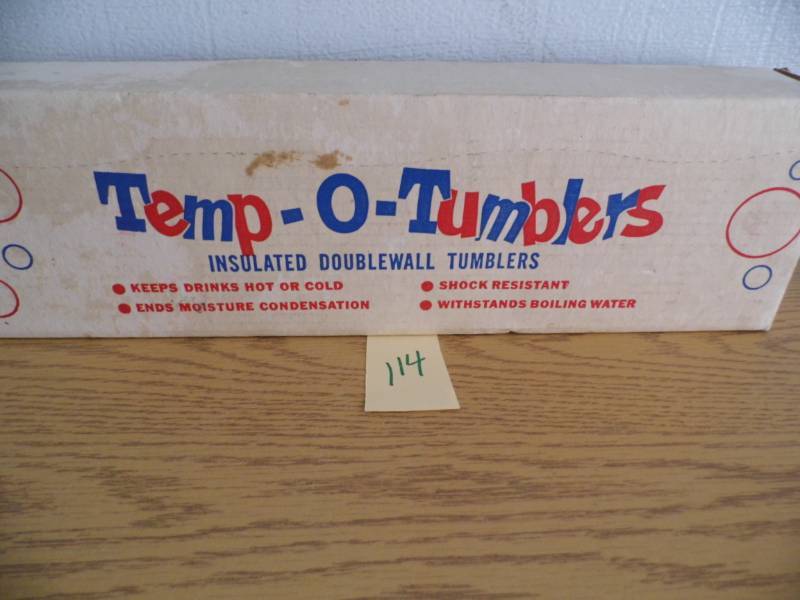 Temp-O-Tumblers
INSULATED DOUBLEWALL TUMBLERS
● KEEPS DRINKS HOT OR COLD
● ENDS MOISTURE CONDENSATION
● SHOCK RESISTANT
● WITHSTANDS BOILING WATER
114